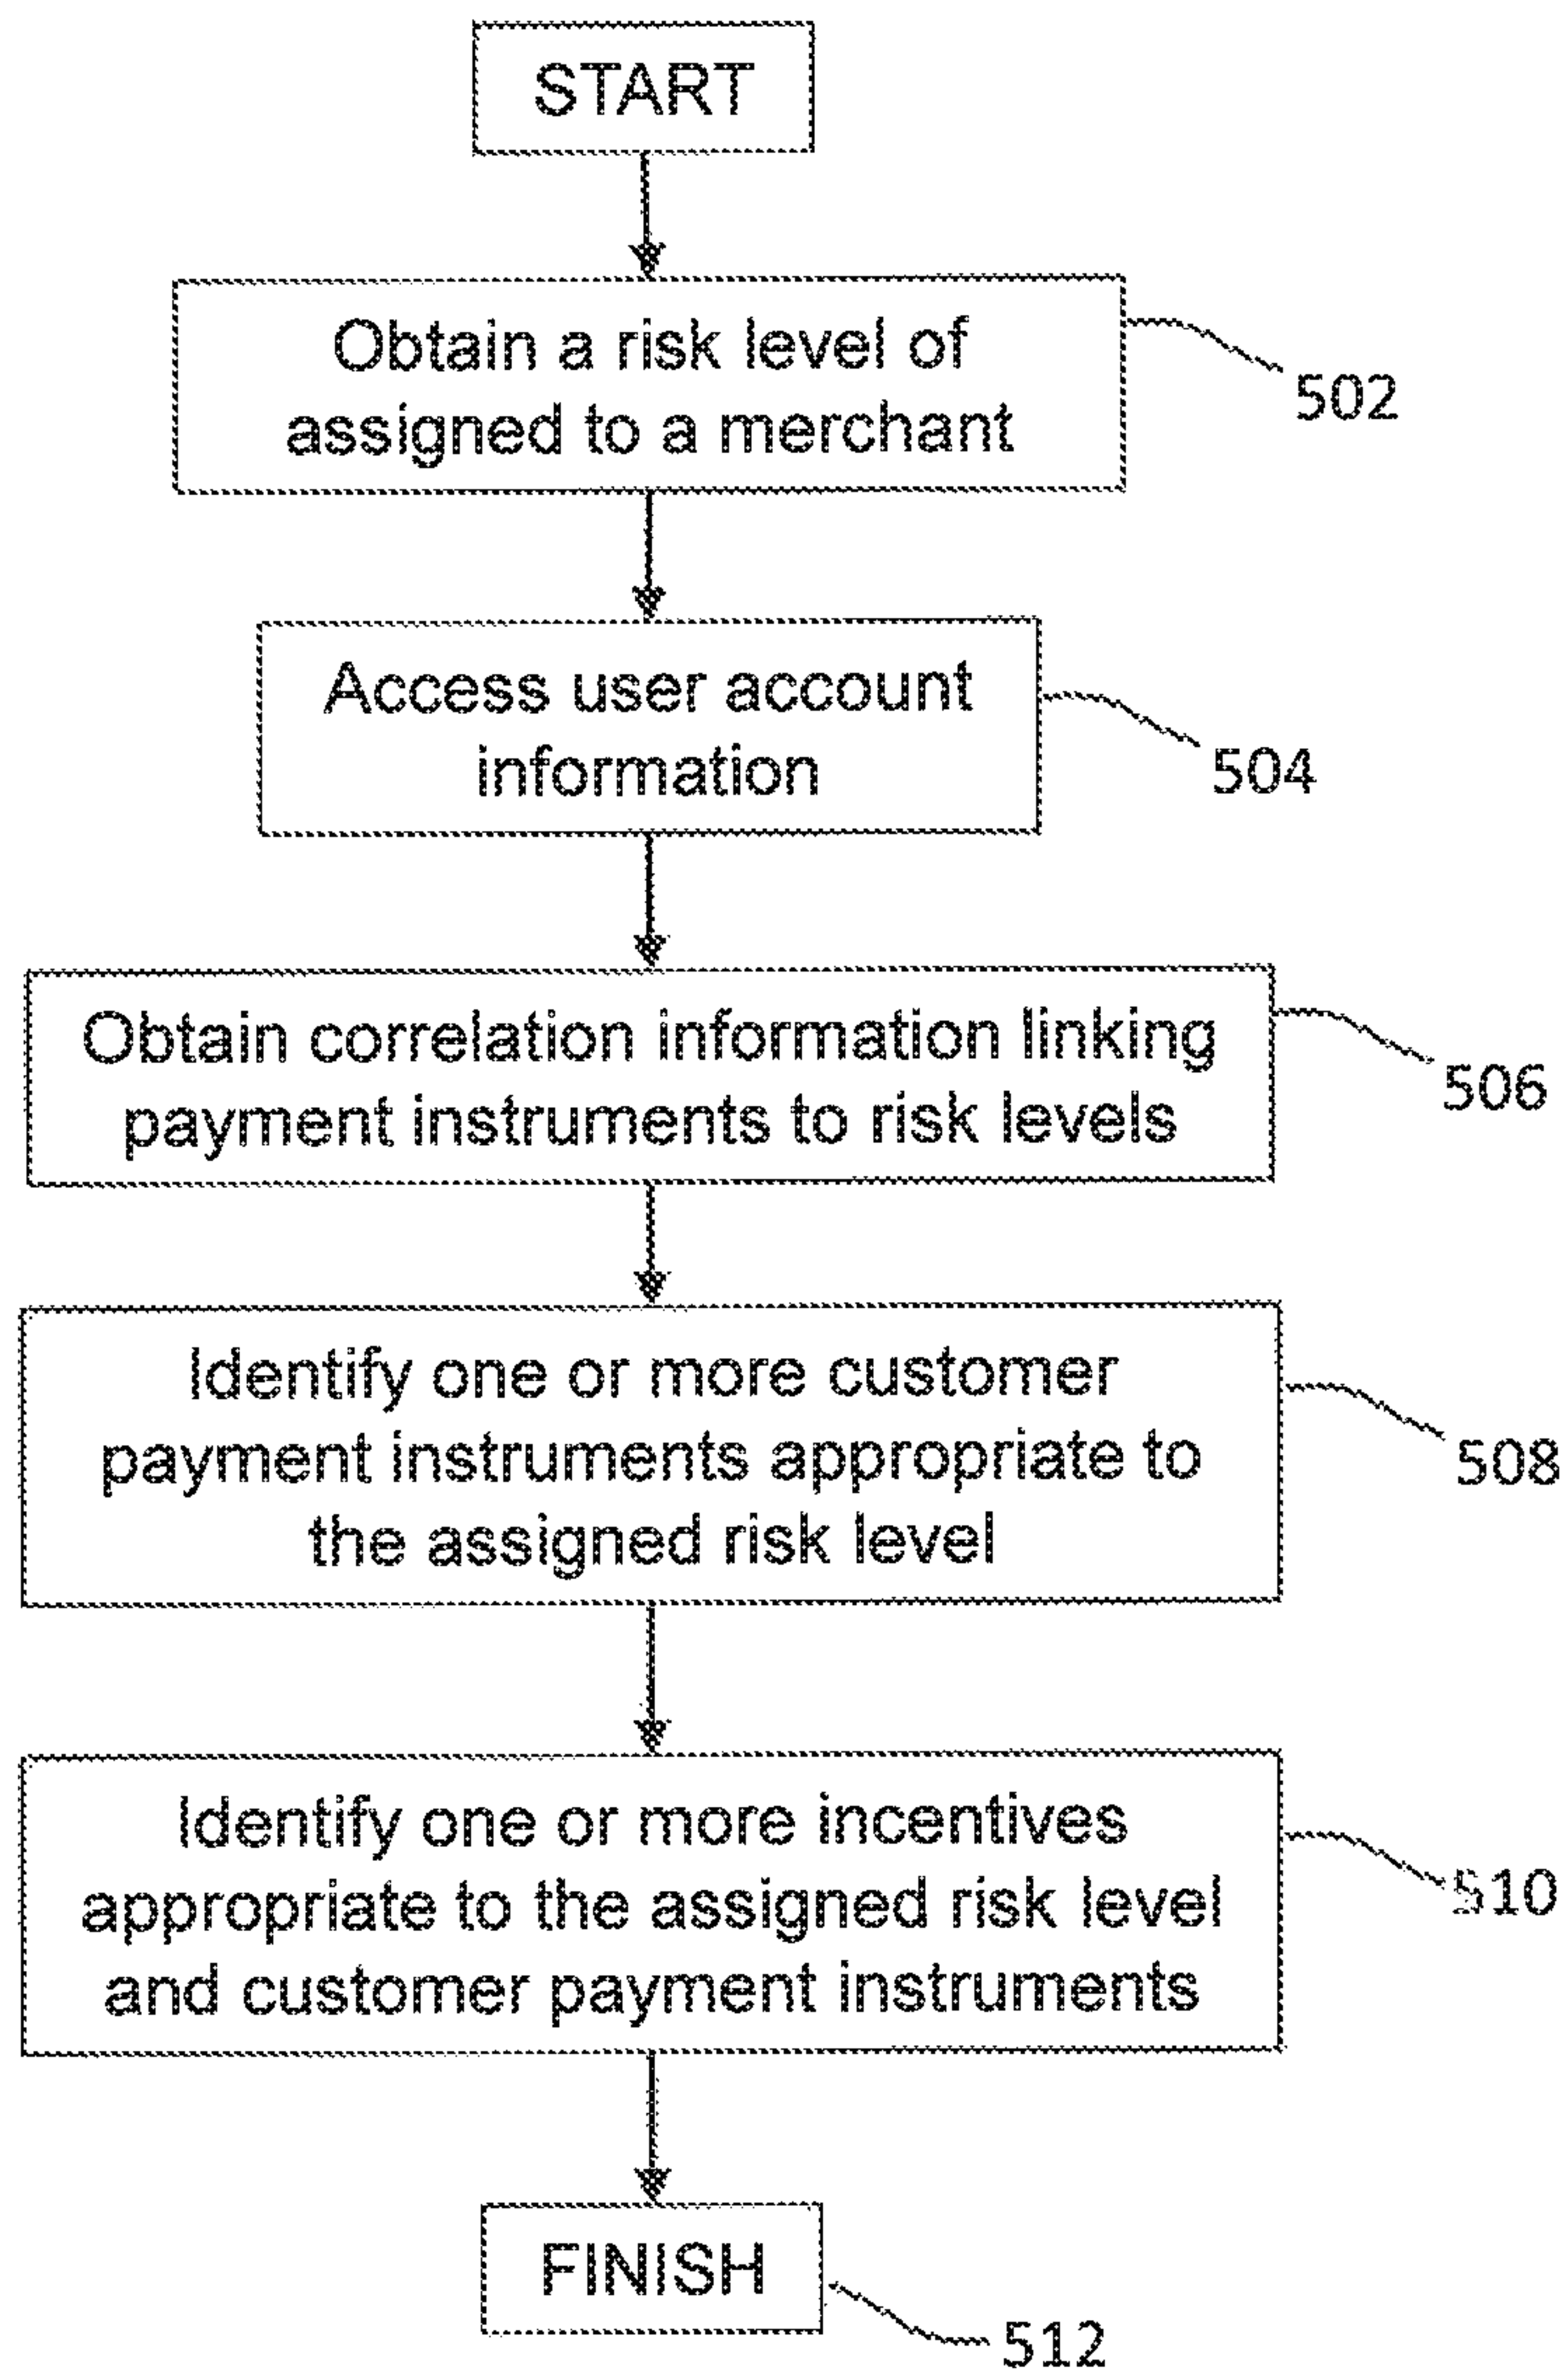 START
Obtain a risk level of
assigned to a merchant
502
Access user account
information
504
Obtain correlation information linking
payment instruments to risk levels
506
Identify one or more customer
payment instruments appropriate to
the assigned risk level
508
Identify one or more incentives
appropriate to the assigned risk level
and customer payment instruments
510
FINISH
512